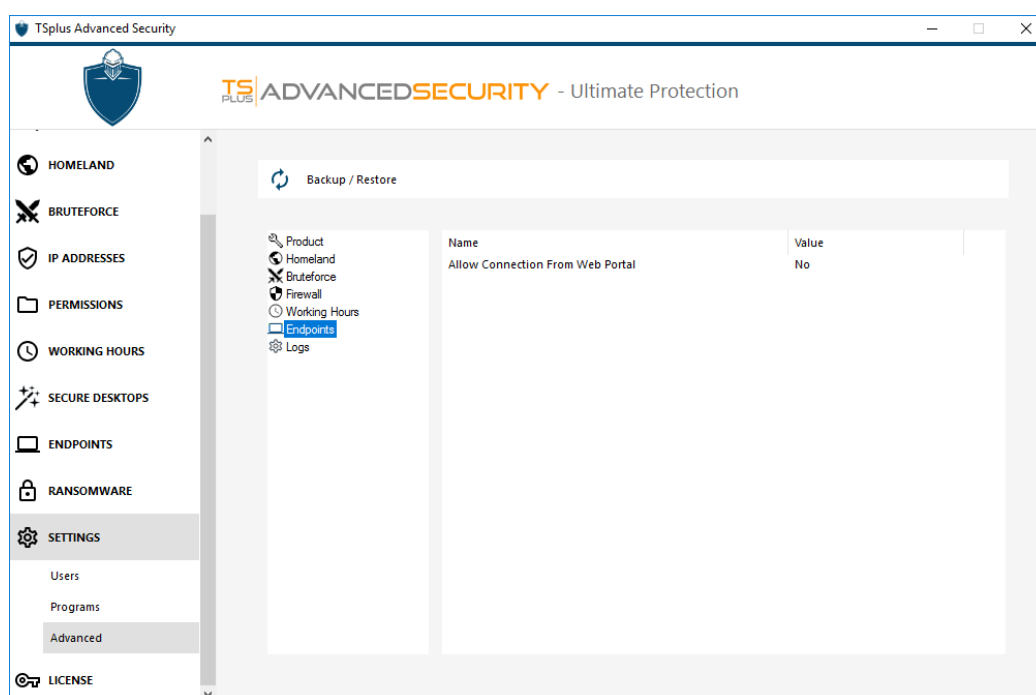 TSplus Advanced Security
TS PLUS ADVANCEDSECURITY - Ultimate Protection
HOMELAND
BRUTEFORCE
IP ADDRESSES
PERMISSIONS
WORKING HOURS
SECURE DESKTOPS
ENDPOINTS
RANSOMWARE
SETTINGS
Users
Programs
Advanced
LICENSE
Backup / Restore
Product
Homeland
Bruteforce
Firewall
Working Hours
Endpoints
Logs
Name Value
Allow Connection From Web Portal No